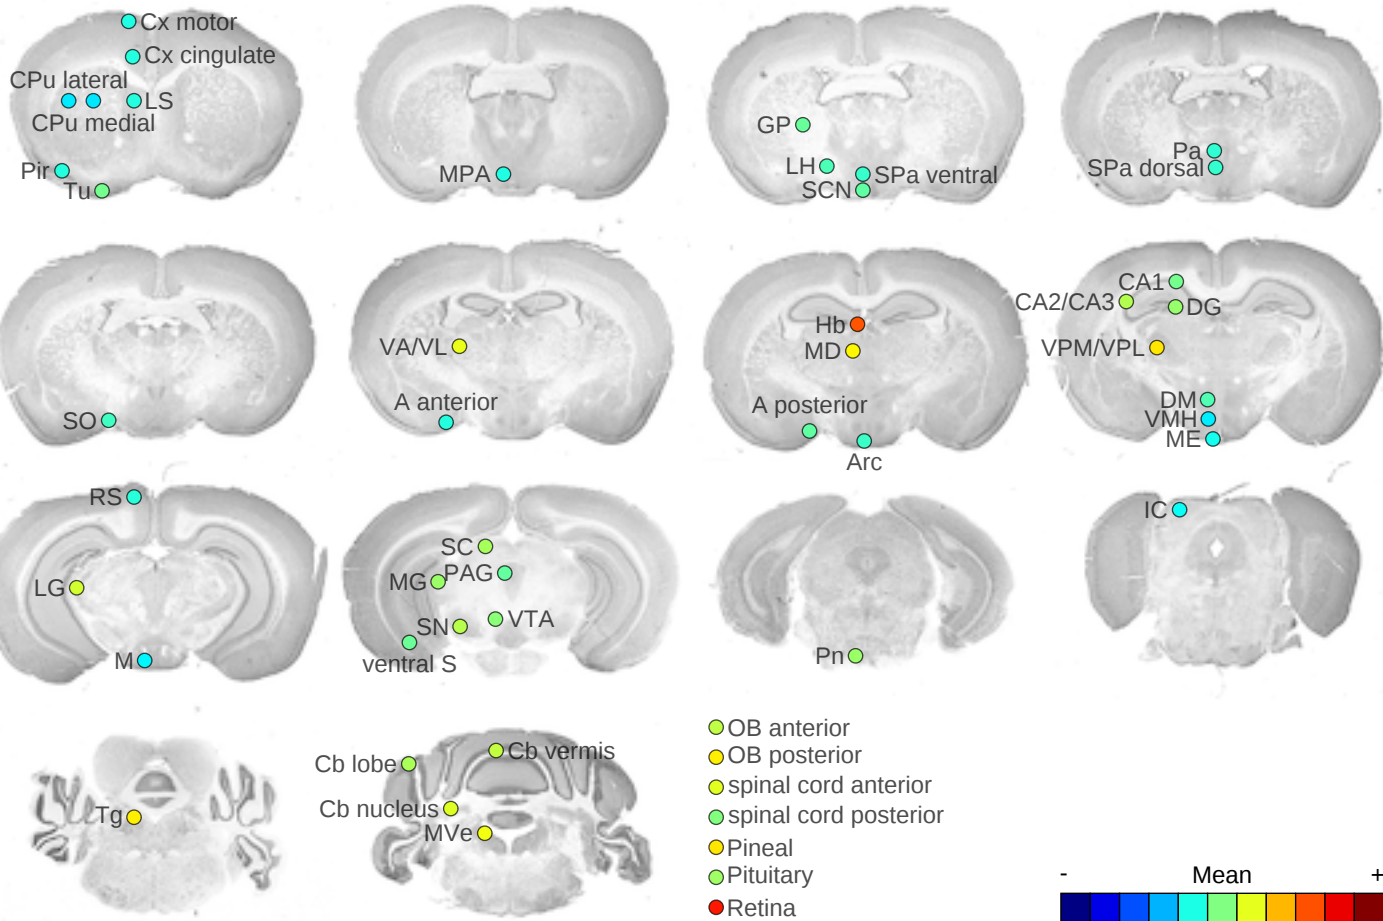 Cx motor
Cx cingulate
CPu lateral
LS
CPu medial
Pir
Tu
MPA
GP
LH
SPa ventral
SCN
Pa
SPa dorsal
SO
VA/VL
A anterior
Hb
MD
A posterior
Arc
CA1
CA2/CA3
DG
VPM/VPL
DM
VMH
ME
RS
LG
M
SC
PAG
MG
VTA
SN
ventral S
Pn
IC
Tg
Cb vermis
Cb lobe
Cb nucleus
MVe
OB anterior
OB posterior
spinal cord anterior
spinal cord posterior
Pineal
Pituitary
Retina
- Mean +